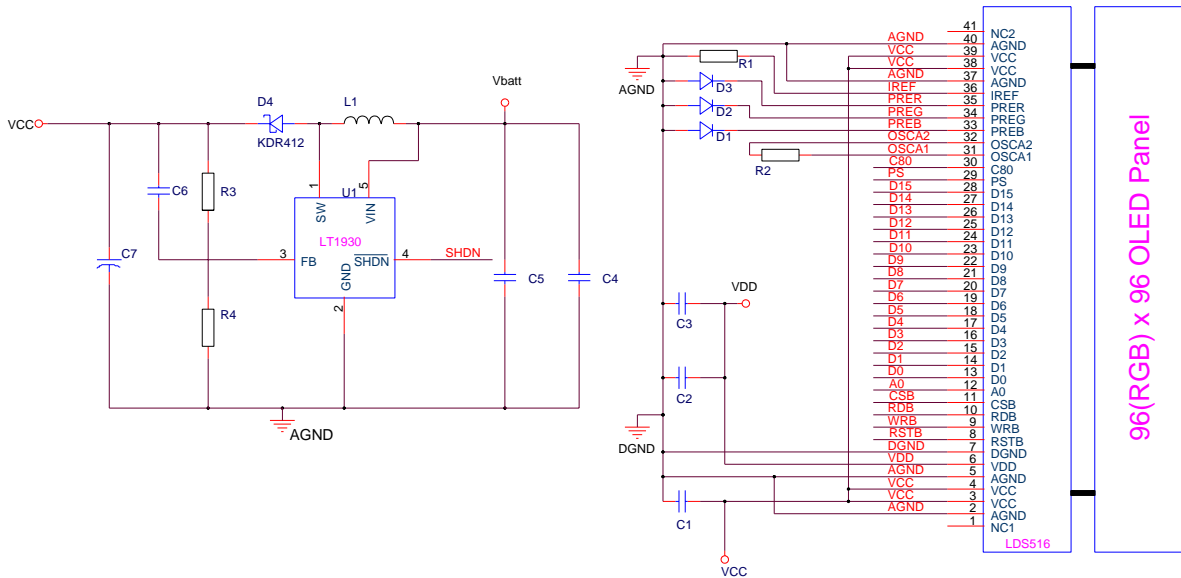 Vbatt
D4
L1
VCC
KDR412
C6
R3
1
5
U1
SW
VIN
LT1930
C7
3
FB
SHDN
4
SHDN
GND
2
C5
C4
R4
AGND
R1
AGND
D3
D2
D1
R2
VDD
C3
C2
DGND
C1
VCC
41 NC2
AGND 40 AGND
VCC 39 VCC
VCC 38 VCC
AGND 37 AGND
IREF 36 IREF
PRER 35 PRER
PREG 34 PREG
PREB 33 PREB
OSCA2 32 OSCA2
OSCA1 31 OSCA1
C80 30 C80
PS 29 PS
D15 28 D15
D14 27 D14
D13 26 D13
D12 25 D12
D11 24 D11
D10 23 D10
D9 22 D9
D8 21 D8
D7 20 D7
D6 19 D6
D5 18 D5
D4 17 D4
D3 16 D3
D2 15 D2
D1 14 D1
D0 13 D0
A0 12 A0
CSB 11 CSB
RDB 10 RDB
WRB 9 WRB
RSTB 8 RSTB
DGND 7 DGND
VDD 6 VDD
AGND 5 AGND
VCC 4 VCC
VCC 3 VCC
AGND 2 AGND
1 NC1
LDS516
96(RGB) x 96 OLED Panel